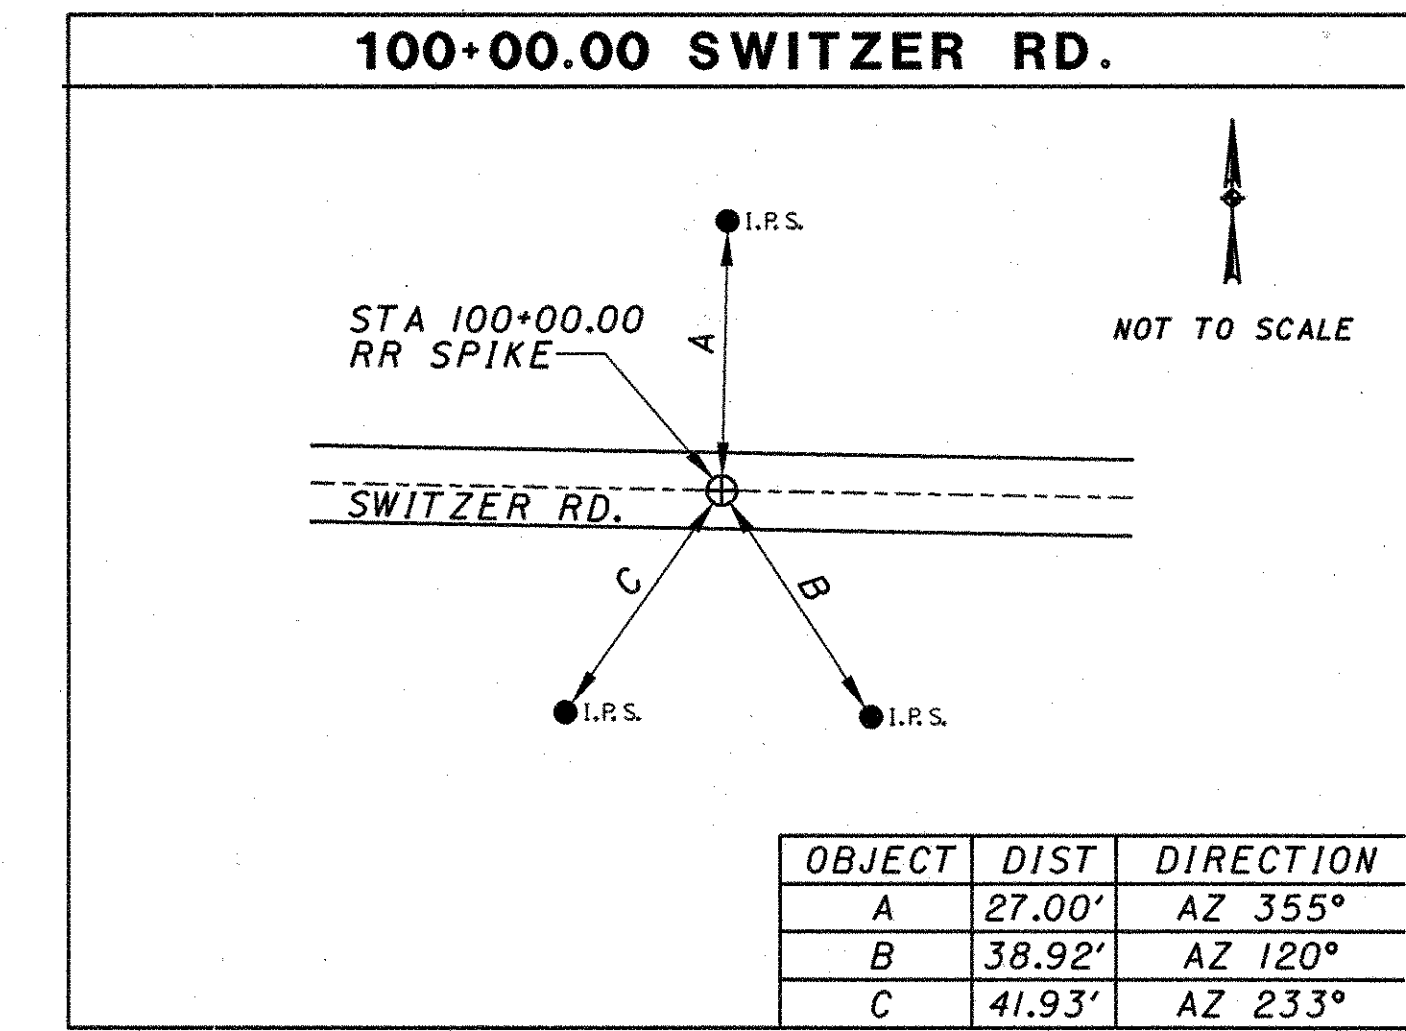 100+00.00 SWITZER RD.
I.P.S.
STA 100+00.00
RR SPIKE
A
NOT TO SCALE
SWITZER RD.
C
B
I.P.S.
I.P.S.
OBJECT DIST DIRECTION
A 27.00' AZ 355°
B 38.92' AZ 120°
C 41.93' AZ 233°